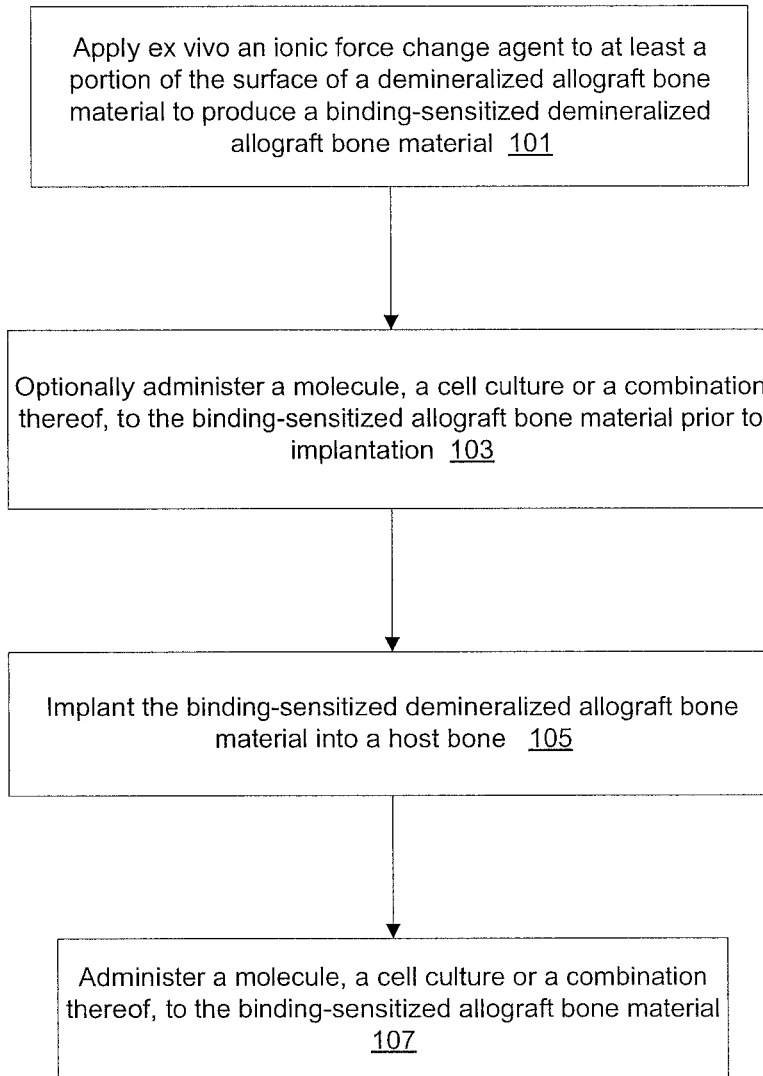 Apply ex vivo an ionic force change agent to at least a
portion of the surface of a demineralized allograft bone
material to produce a binding-sensitized demineralized
allograft bone material 101
Optionally administer a molecule, a cell culture or a combination
thereof, to the binding-sensitized allograft bone material prior to
implantation 103
Implant the binding-sensitized demineralized allograft bone
material into a host bone 105
Administer a molecule, a cell culture or a combination
thereof, to the binding-sensitized allograft bone material
107